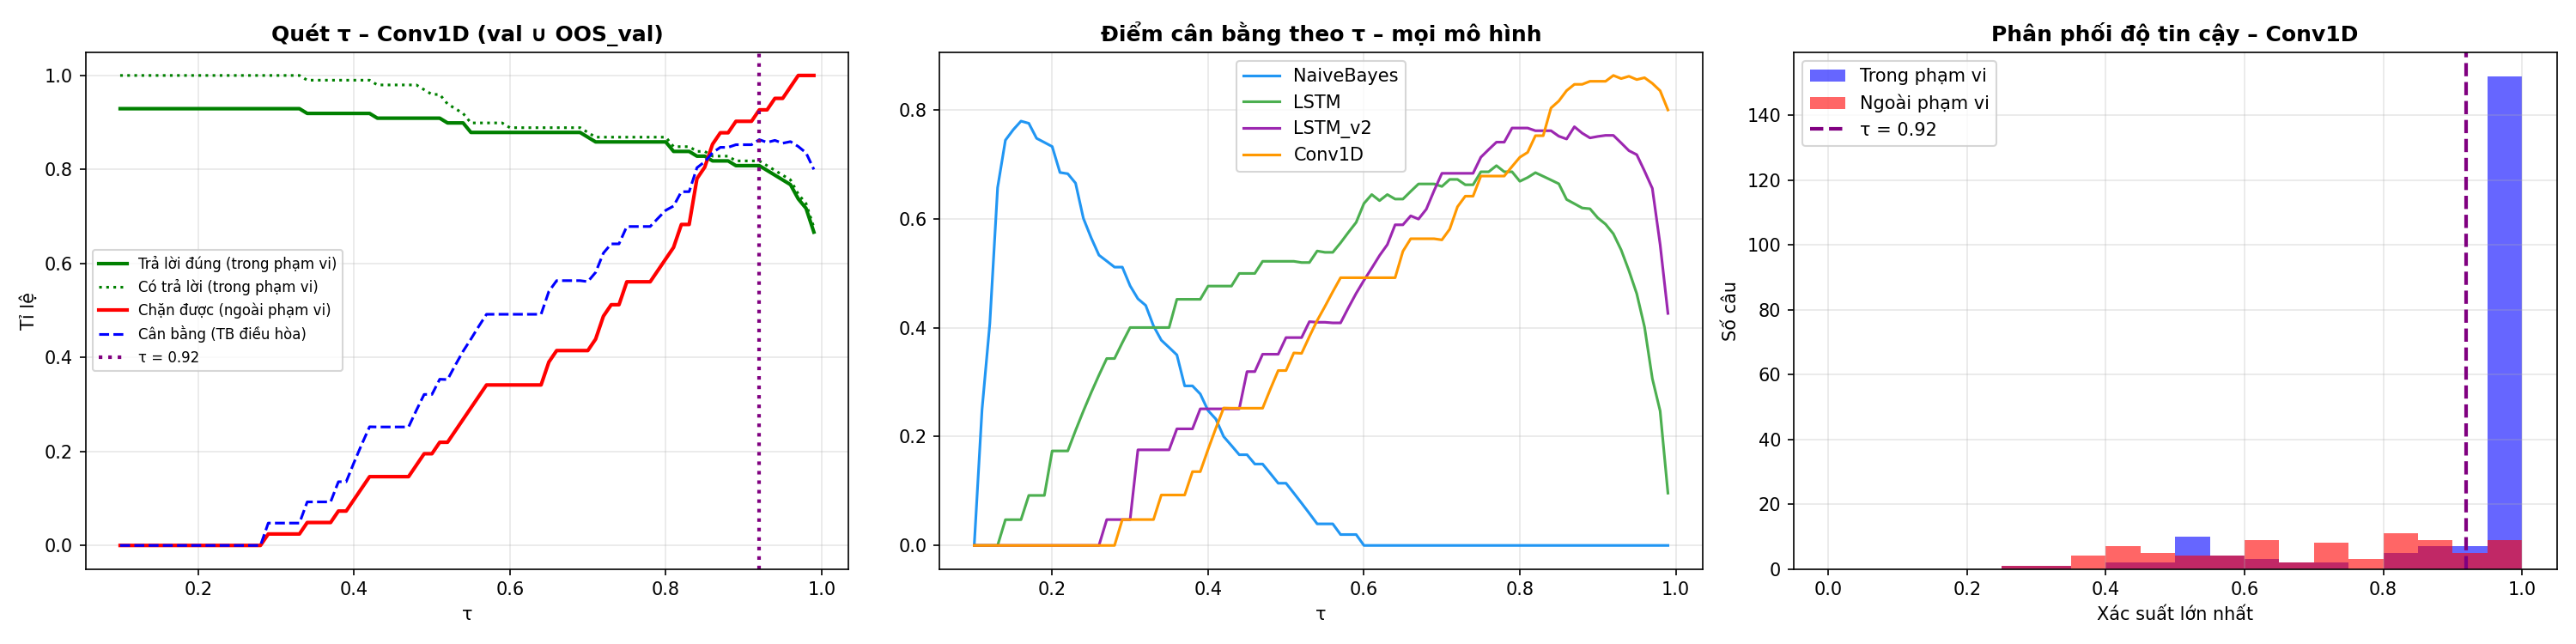 Quét τ – Conv1D (val ∪ OOS_val)
1.0
0.8
0.6
0.4
0.2
0.0
Tỉ lệ
Trả lời đúng (trong phạm vi)
Có trả lời (trong phạm vi)
Chặn được (ngoài phạm vi)
Cân bằng (TB điều hòa)
τ = 0.92
0.2 0.4 0.6 0.8 1.0
τ
Điểm cân bằng theo τ – mọi mô hình
NaiveBayes
LSTM
LSTM_v2
Conv1D
0.8
0.6
0.4
0.2
0.0
0.2 0.4 0.6 0.8 1.0
τ
Phân phối độ tin cậy – Conv1D
Trong phạm vi
Ngoài phạm vi
τ = 0.92
140
120
100
80
60
40
20
0
Số câu
0.0 0.2 0.4 0.6 0.8 1.0
Xác suất lớn nhất